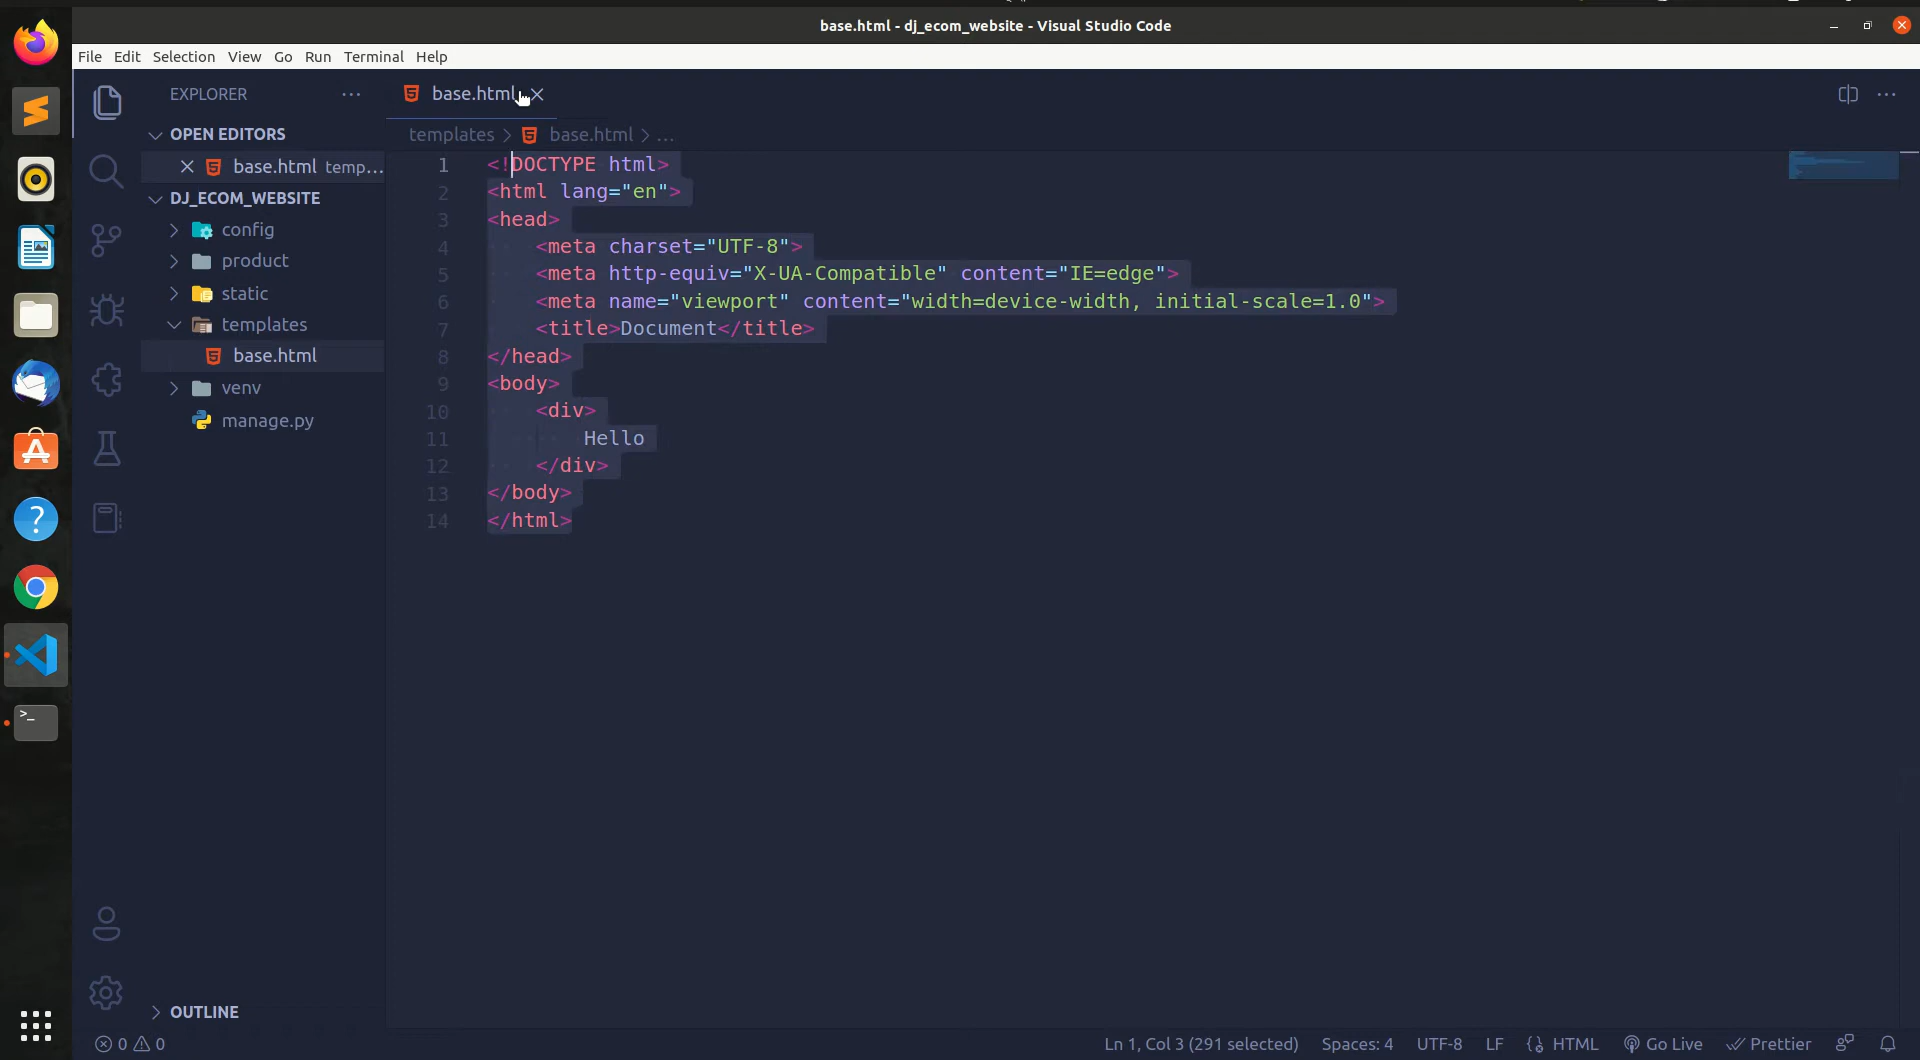 base.html - dj_ecom_website - Visual Studio Code
File Edit Selection View Go Run Terminal Help
EXPLORER
OPEN EDITORS
base.html temp...
DJ_ECOM_WEBSITE
config
product
static
templates
base.html
venv
manage.py
OUTLINE
base.html
templates > base.html > ...
1 <!DOCTYPE html>
2 <html lang="en">
3 <head>
4 <meta charset="UTF-8">
5 <meta http-equiv="X-UA-Compatible" content="IE=edge">
6 <meta name="viewport" content="width=device-width, initial-scale=1.0">
7 <title>Document</title>
8 </head>
9 <body>
10 <div>
11 Hello
12 </div>
13 </body>
14 </html>
0 0 Ln 1, Col 3 (291 selected) Spaces: 4 UTF-8 LF HTML Go Live Prettier